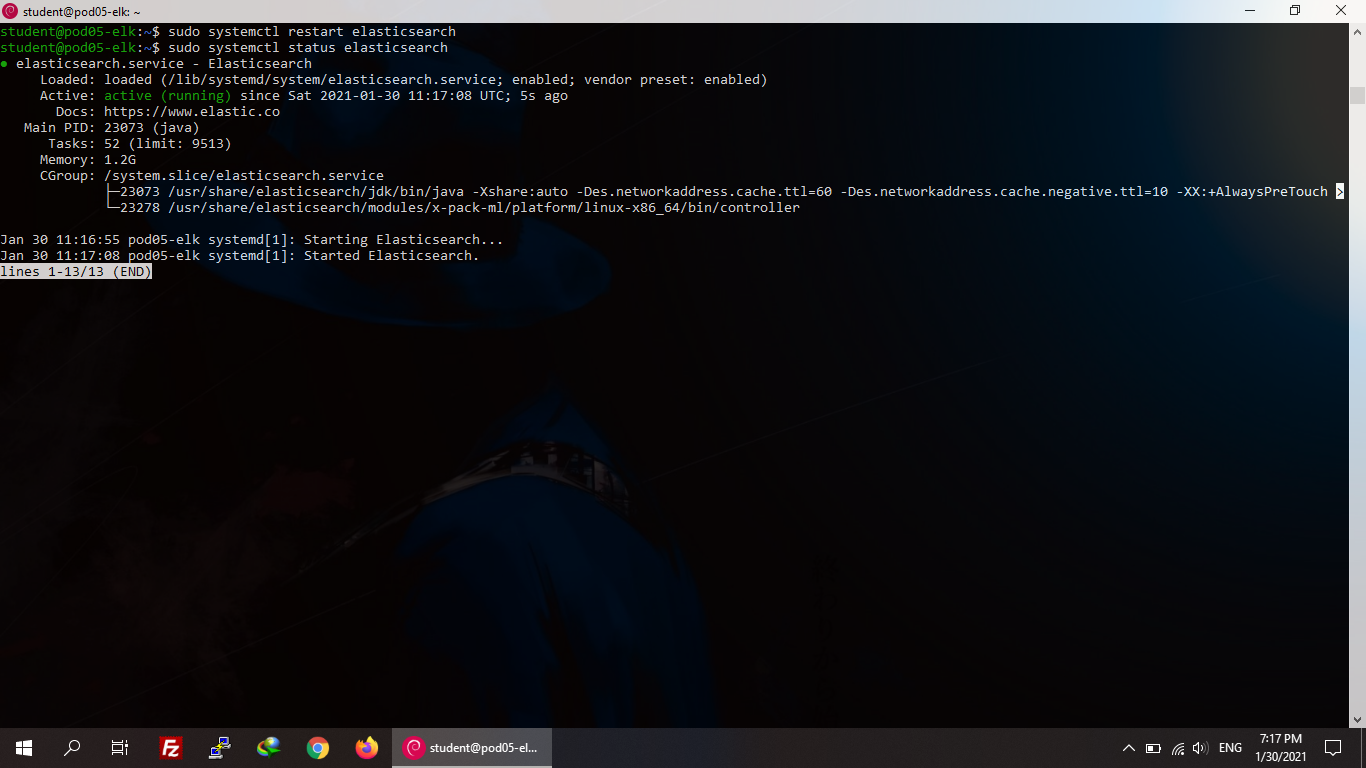 student@pod05-elk: ~
student@pod05-elk:~$ sudo systemctl restart elasticsearch
student@pod05-elk:~$ sudo systemctl status elasticsearch
● elasticsearch.service - Elasticsearch
Loaded: loaded (/lib/systemd/system/elasticsearch.service; enabled; vendor preset: enabled)
Active: active (running) since Sat 2021-01-30 11:17:08 UTC; 5s ago
Docs: https://www.elastic.co
Main PID: 23073 (java)
Tasks: 52 (limit: 9513)
Memory: 1.2G
CGroup: /system.slice/elasticsearch.service
├─23073 /usr/share/elasticsearch/jdk/bin/java -Xshare:auto -Des.networkaddress.cache.ttl=60 -Des.networkaddress.cache.negative.ttl=10 -XX:+AlwaysPreTouch >
└─23278 /usr/share/elasticsearch/modules/x-pack-ml/platform/linux-x86_64/bin/controller
Jan 30 11:16:55 pod05-elk systemd[1]: Starting Elasticsearch...
Jan 30 11:17:08 pod05-elk systemd[1]: Started Elasticsearch.
lines 1-13/13 (END)
Fz
student@pod05-el...
ENG
7:17 PM
1/30/2021